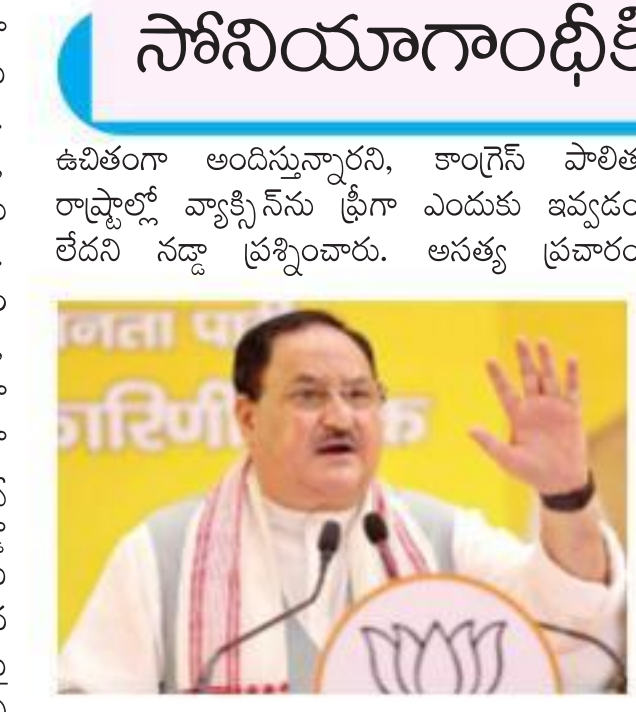 సోనియాగాంధీకి
ఉచితంగా అందిస్తున్నారని, కాంగ్రెస్ పాలిత
రాష్ట్రాల్లో వ్యాక్సిన్‌ను ఫ్రీగా ఎందుకు ఇవ్వడం
లేదని నడ్డా ప్రశ్నించారు. అసత్య ప్రచారం